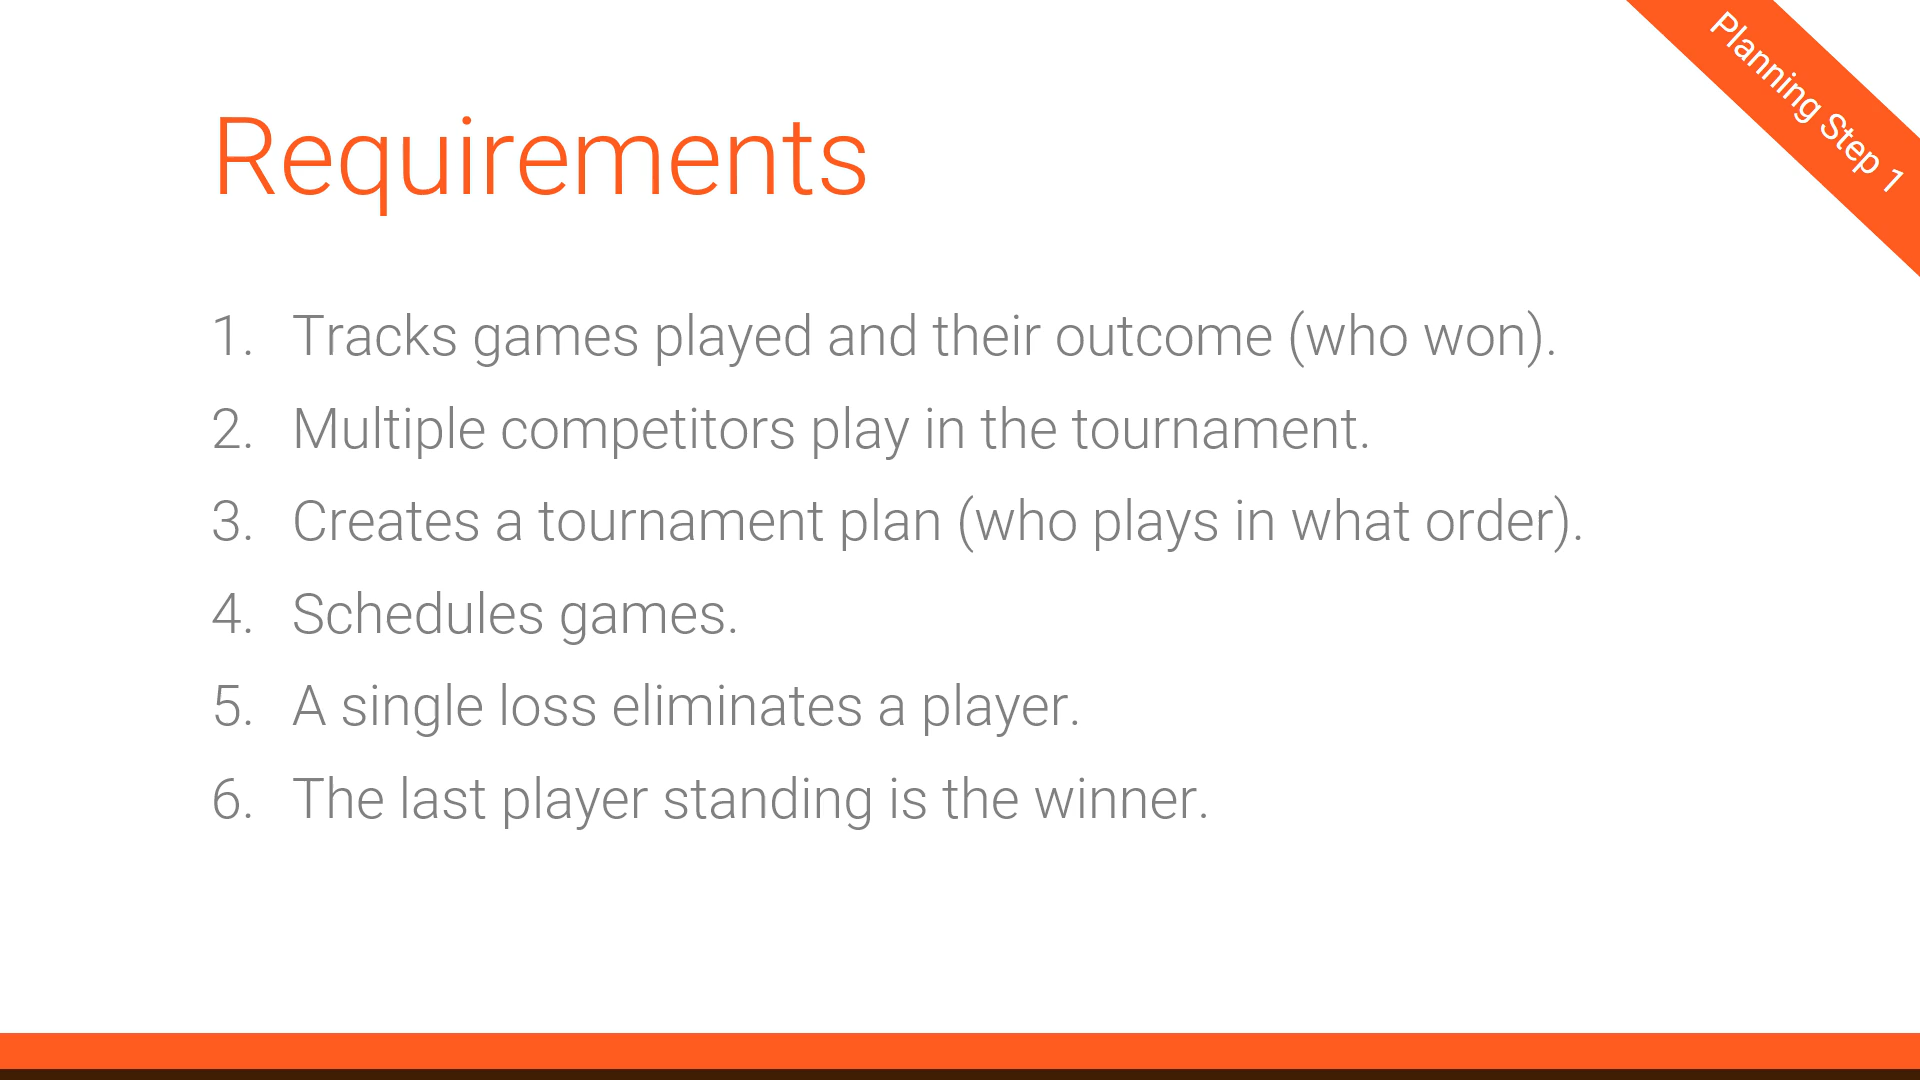 Planning Step 1
Requirements
1. Tracks games played and their outcome (who won).
2. Multiple competitors play in the tournament.
3. Creates a tournament plan (who plays in what order).
4. Schedules games.
5. A single loss eliminates a player.
6. The last player standing is the winner.